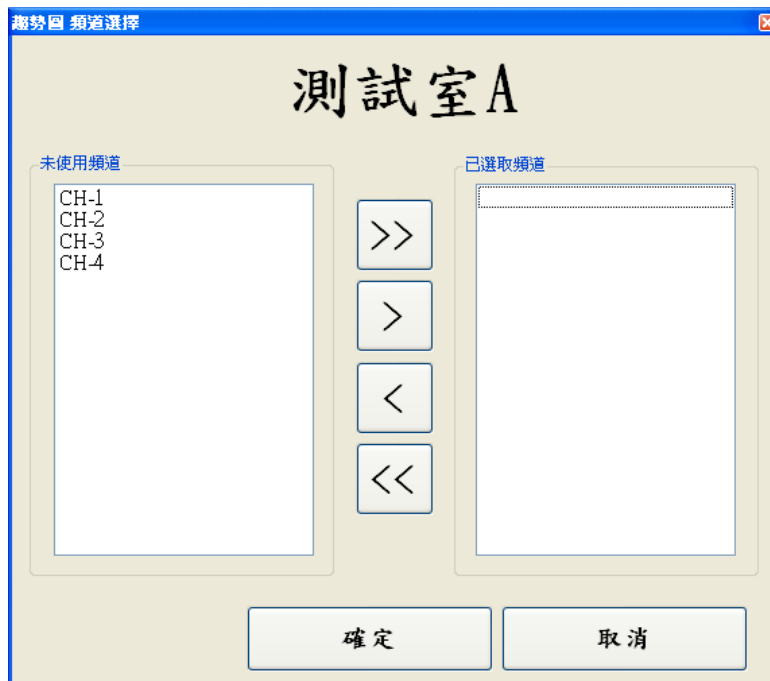 趨勢圖 頻道選擇
測試室A
未使用頻道
CH-1
CH-2
CH-3
CH-4
>>
>
<
<<
已選取頻道
確定
取消